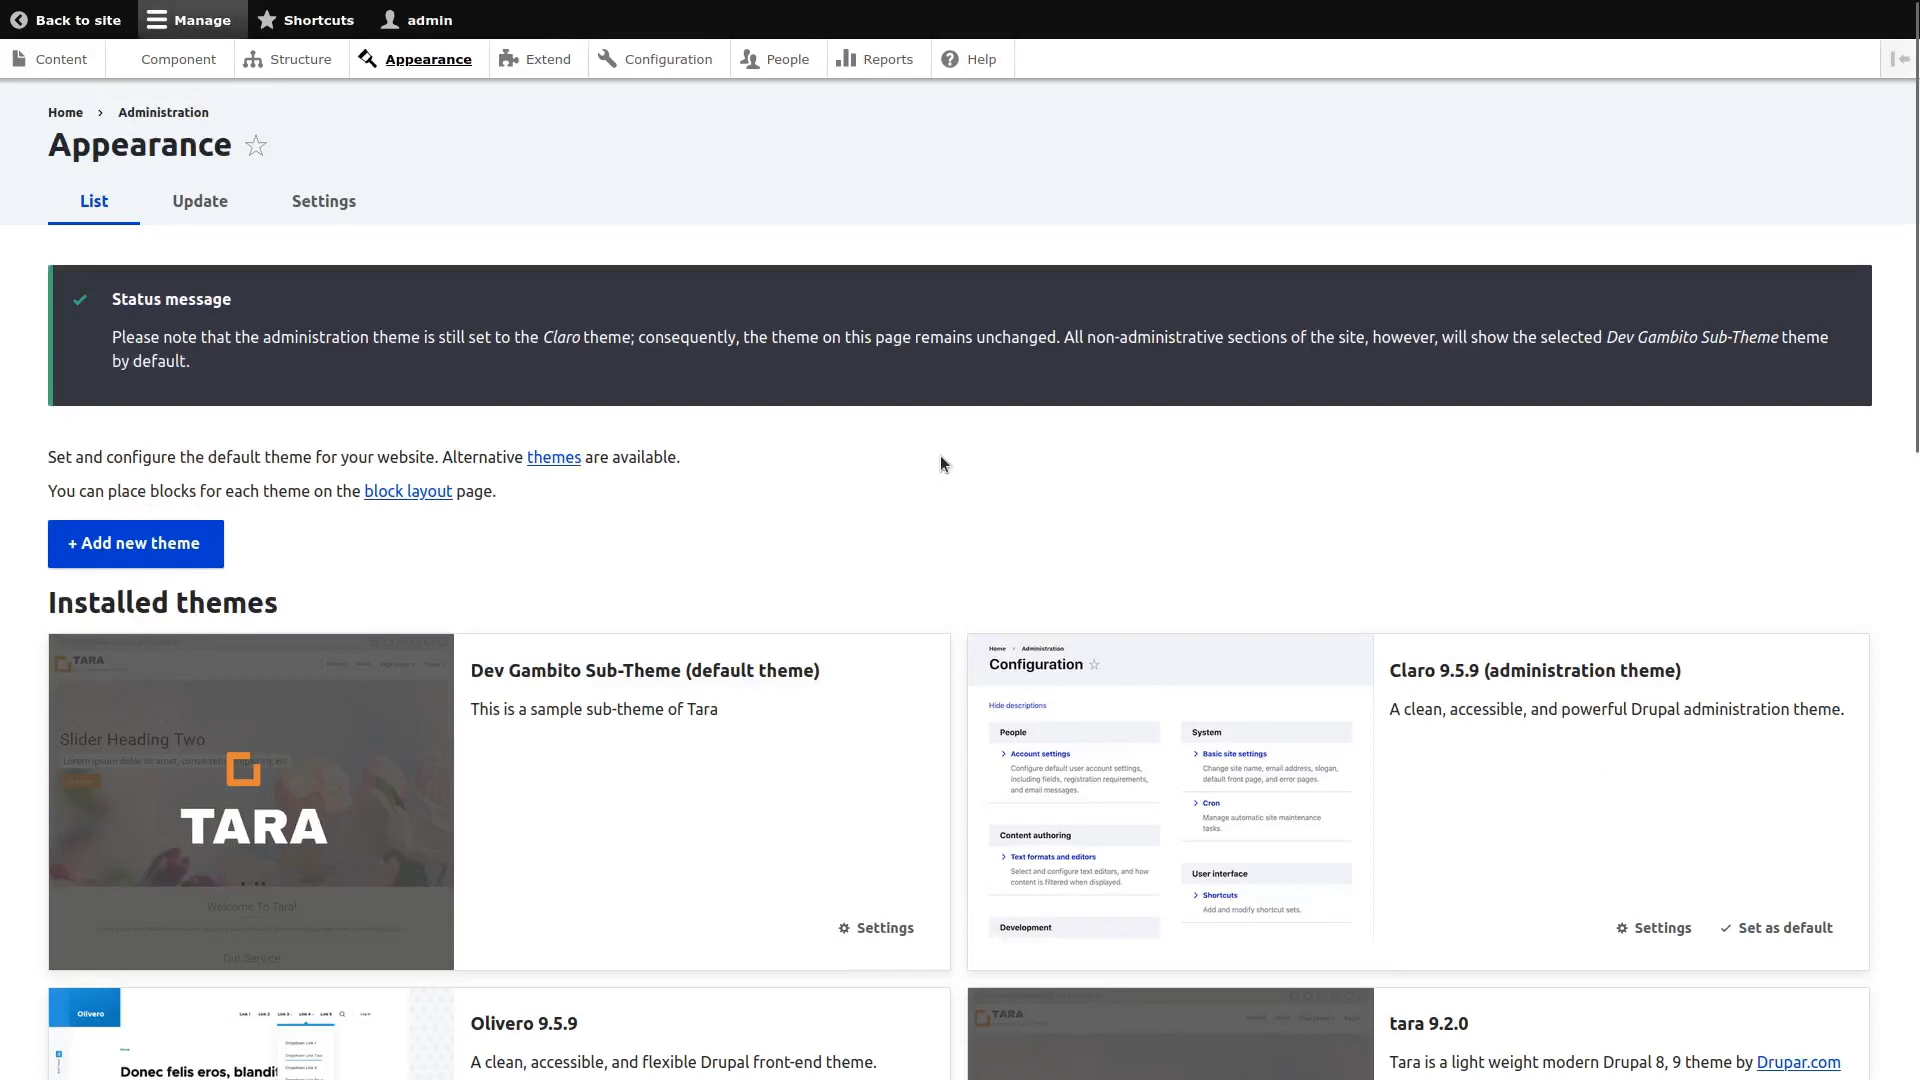 Back to site
Manage
Shortcuts
admin
Content
Component
Structure
Appearance
Extend
Configuration
People
Reports
Help
Home › Administration
Appearance
List
Update
Settings
Status message
Please note that the administration theme is still set to the Claro theme; consequently, the theme on this page remains unchanged. All non-administrative sections of the site, however, will show the selected Dev Gambito Sub-Theme theme
by default.
Set and configure the default theme for your website. Alternative themes are available.
You can place blocks for each theme on the block layout page.
+ Add new theme
Installed themes
TARA
Slider Heading Two
Lorem ipsum dolor sit amet, consectetur adipiscing elit
TARA
Welcome To Tara!
Our Service
Dev Gambito Sub-Theme (default theme)
This is a sample sub-theme of Tara
Settings
Home › Administration
Configuration
Hide descriptions
People
Account settings
Configure default user account settings,
including fields, registration requirements,
and email messages.
Content authoring
Text formats and editors
Select and configure text editors, and how
content is filtered when displayed.
Development
System
Basic site settings
Change site name, email address, slogan,
default front page, and error pages.
Cron
Manage automatic site maintenance
tasks.
User interface
Shortcuts
Add and modify shortcut sets.
Claro 9.5.9 (administration theme)
A clean, accessible, and powerful Drupal administration theme.
Settings
Set as default
Olivero
Link 1 Link 2 Link 3 Link 4 Link 5
Donec felis eros, blandit
Olivero 9.5.9
A clean, accessible, and flexible Drupal front-end theme.
TARA
tara 9.2.0
Tara is a light weight modern Drupal 8, 9 theme by Drupar.com